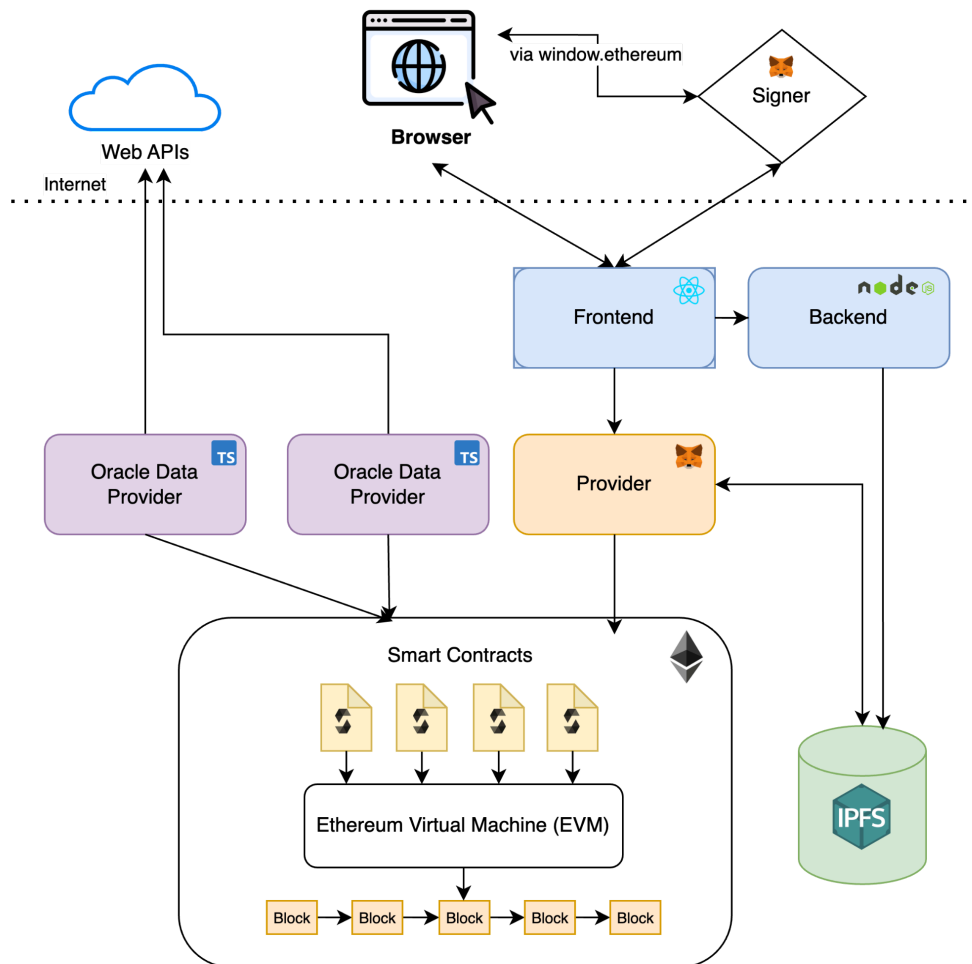 via window.ethereum
Signer
Browser
Web APIs
Internet
Frontend
node
JS
Backend
TS
Oracle Data
Provider
TS
Oracle Data
Provider
Provider
Smart Contracts
Ethereum Virtual Machine (EVM)
IPFS
Block
Block
Block
Block
Block